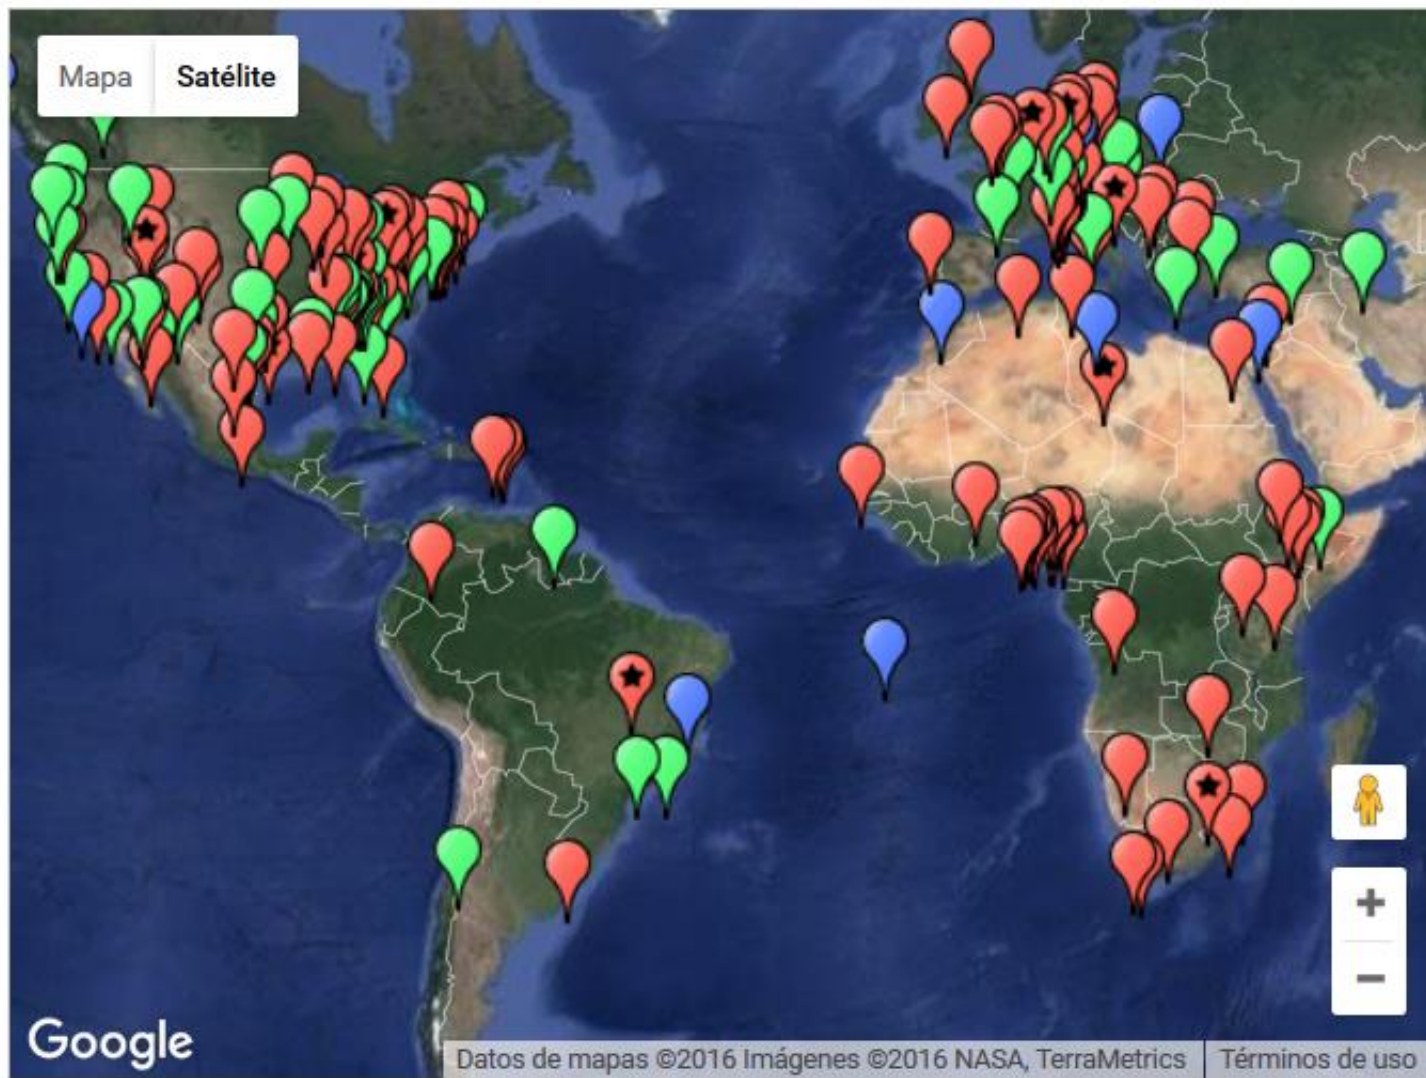 Mapa Satélite
+
−
Google
Datos de mapas ©2016 Imágenes ©2016 NASA, TerraMetrics Términos de uso